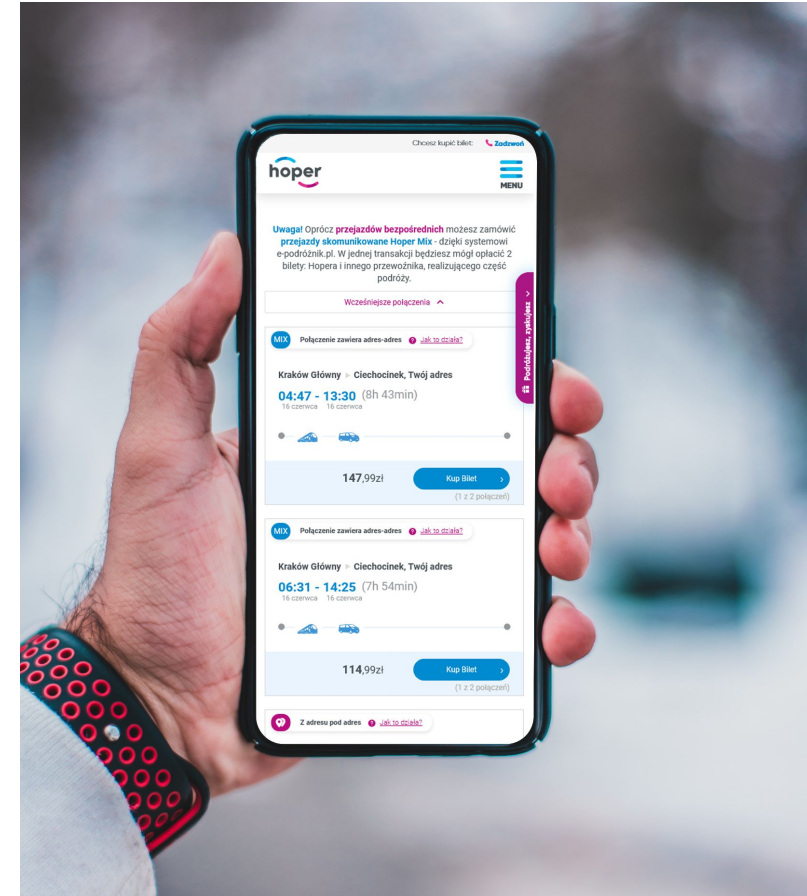 Chcesz kupić bilet: Zadzwoń
hoper
MENU
Uwaga! Oprócz przejazdów bezpośrednich możesz zamówić
przejazdy skomunikowane Hoper Mix - dzięki systemowi
e-podróżnik.pl. W jednej transakcji będziesz mógł opłacić 2
bilety: Hopera i innego przewoźnika, realizującego część
podróży.
Wcześniejsze połączenia
Podróżujesz, zyskujesz
MIX Połączenie zawiera adres-adres ? Jak to działa?
Kraków Główny Ciechocinek, Twój adres
04:47 - 13:30 (8h 43min)
16 czerwca 16 czerwca
147,99zł Kup Bilet
(1 z 2 połączeń)
MIX Połączenie zawiera adres-adres ? Jak to działa?
Kraków Główny Ciechocinek, Twój adres
06:31 - 14:25 (7h 54min)
16 czerwca 16 czerwca
114,99zł Kup Bilet
(1 z 2 połączeń)
Z adresu pod adres ? Jak to działa?